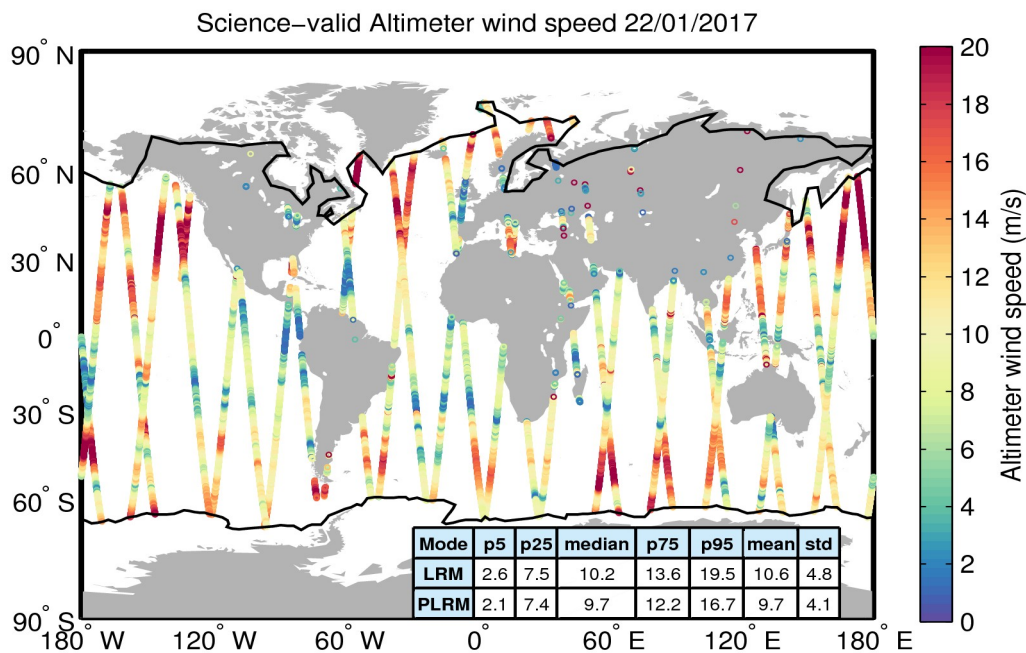 Science−valid Altimeter wind speed 22/01/2017
90° N
60° N
30° N
0°
30° S
60° S
90° S
180° W
120° W
60° W
0°
60° E
120° E
180° E
Mode p5 p25 median p75 p95 mean std
LRM 2.6 7.5 10.2 13.6 19.5 10.6 4.8
PLRM 2.1 7.4 9.7 12.2 16.7 9.7 4.1
20
18
16
14
12
10
8
6
4
2
0
Altimeter wind speed (m/s)